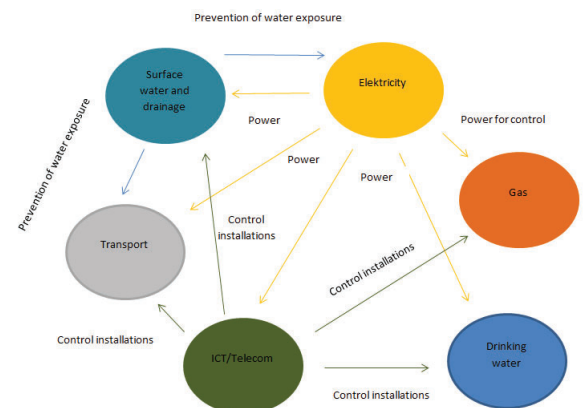 Prevention of water exposure
Surface
water and
drainage
Elektricity
Power
Power for control
Prevention of water exposure
Power
Power
Gas
Transport
Control
installations
Control installations
Control installations
ICT/Telecom
Drinking
water
Control installations